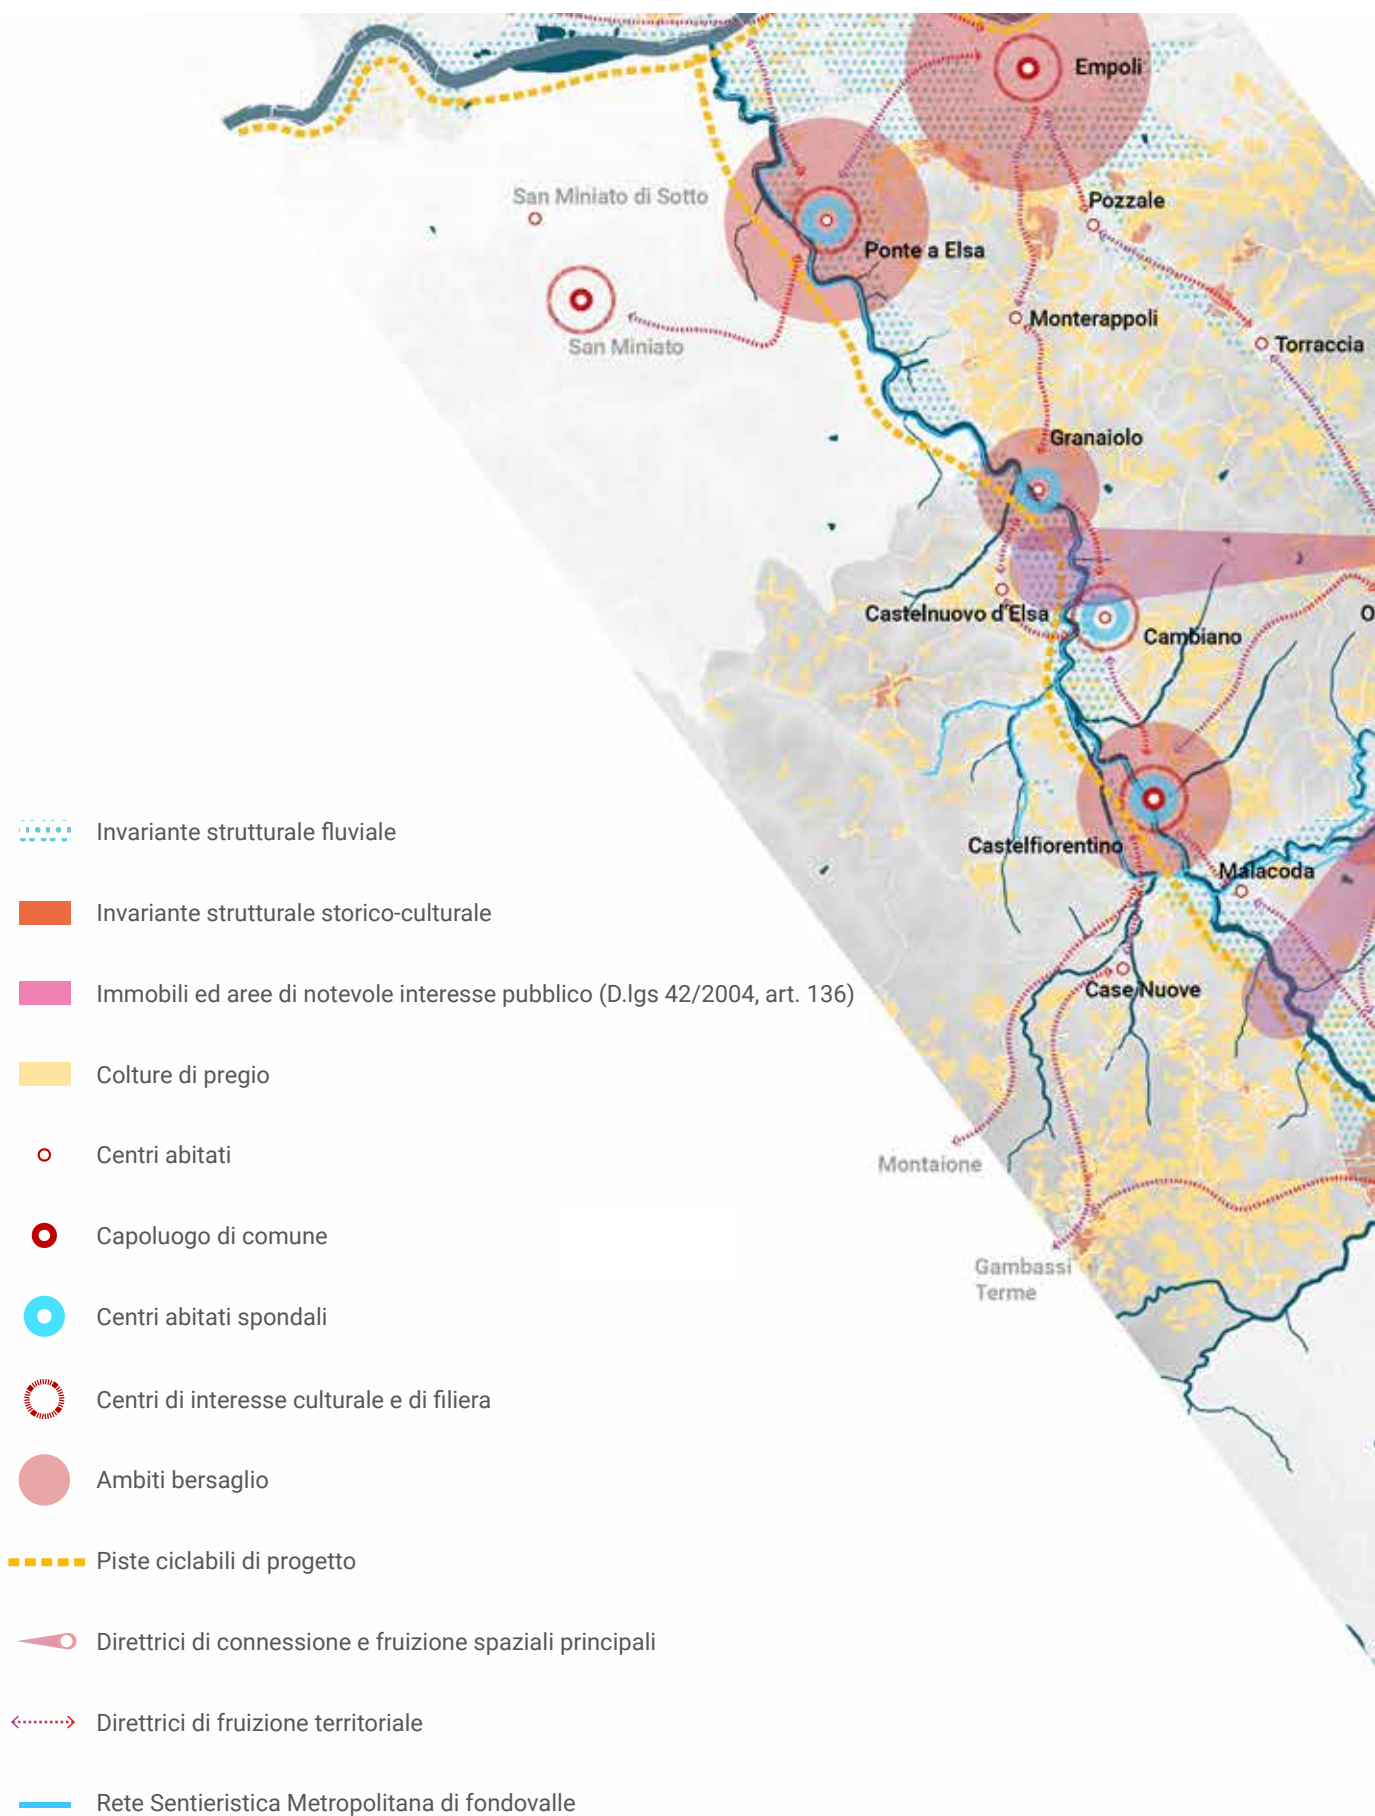 Empoli
San Miniato di Sotto
Pozzale
Ponte a Elsa
Monterappoli
San Miniato
Torraccia
Granaiolo
Castelnuovo d'Elsa
O
Cambiano
Castelfiorentino
Malacoda
Case Nuove
Montaione
Gambassi
Terme
Invariante strutturale fluviale
Invariante strutturale storico-culturale
Immobili ed aree di notevole interesse pubblico (D.lgs 42/2004, art. 136)
Colture di pregio
Centri abitati
Capoluogo di comune
Centri abitati spondali
Centri di interesse culturale e di filiera
Ambiti bersaglio
Piste ciclabili di progetto
Direttrici di connessione e fruizione spaziali principali
Direttrici di fruizione territoriale
Rete Sentieristica Metropolitana di fondovalle